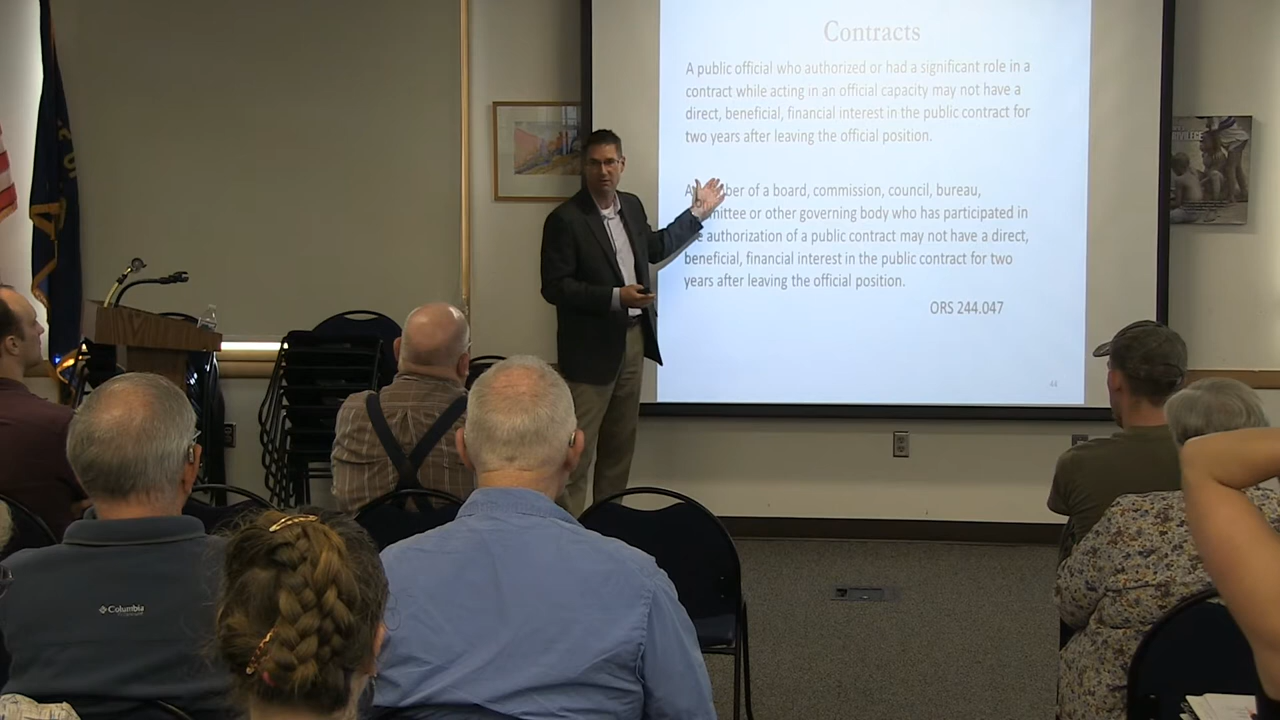 Contracts
A public official who authorized or had a significant role in a
contract while acting in an official capacity may not have a
direct, beneficial, financial interest in the public contract for
two years after leaving the official position.
of a board, commission, council, bureau,
or other governing body who has participated in
authorization of a public contract may not have a direct,
beneficial, financial interest in the public contract for two
years after leaving the official position.
ORS 244.047
44
Columbia